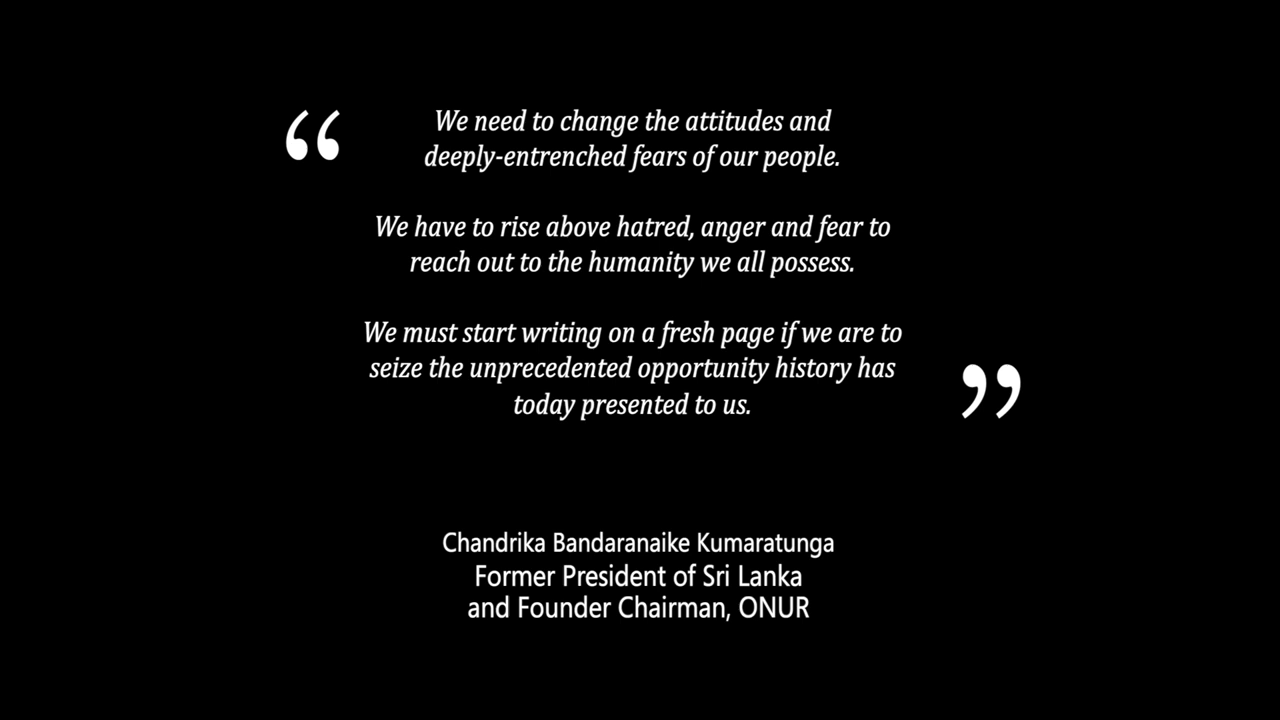 “
We need to change the attitudes and
deeply-entrenched fears of our people.
We have to rise above hatred, anger and fear to
reach out to the humanity we all possess.
We must start writing on a fresh page if we are to
seize the unprecedented opportunity history has
today presented to us.
”
Chandrika Bandaranaike Kumaratunga
Former President of Sri Lanka
and Founder Chairman, ONUR